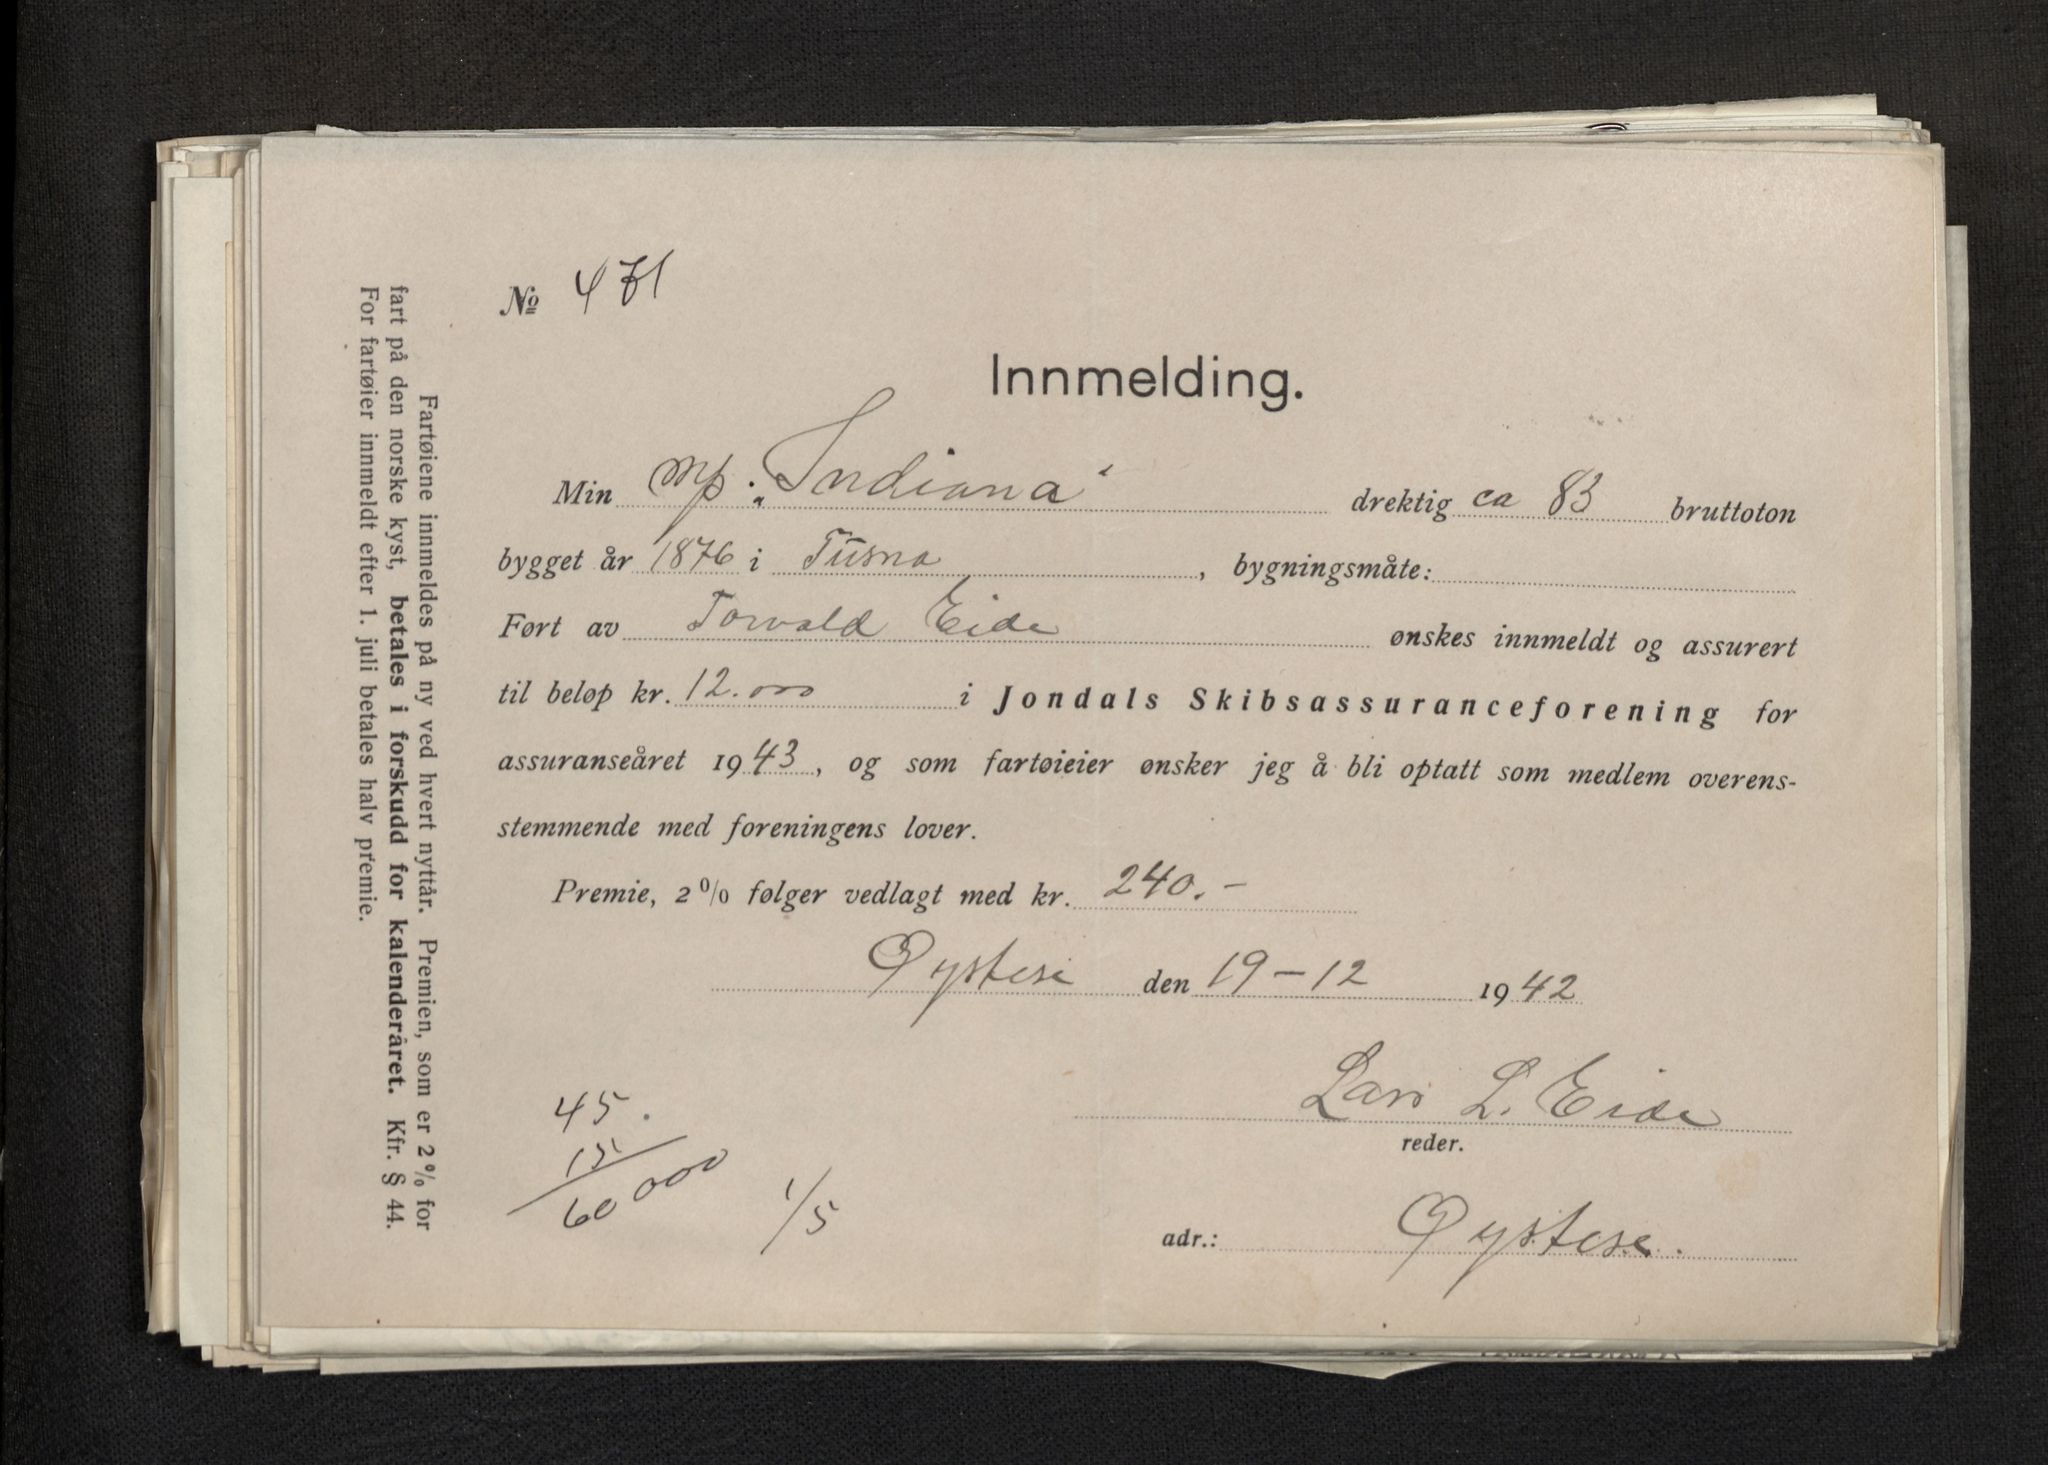 No 471
Innmelding.
Min mp. "Indiana" drektig ca 83 bruttoton
bygget år 1876 i Tusna, bygningsmåte:
Ført av Torvald Eide ønskes innmeldt og assurert
til beløp kr. 12.000 i Jondals Skibsassuranceforening for
assuranseåret 1943, og som fartøieier ønsker jeg å bli optatt som medlem overens-
stemmende med foreningens lover.
Premie, 2 % følger vedlagt med kr. 240.-
Øystese den 19-12 1942
Lars L. Eide
reder.
adr.: Øystese.
45.
15
60 000
1/5
Fartøiene innmeldes på ny ved hvert nyttår. Premien, som er 2 % for
fart på den norske kyst, betales i forskudd for kalenderåret. Kfr. § 44.
For fartøier innmeldt efter 1. juli betales halv premie.